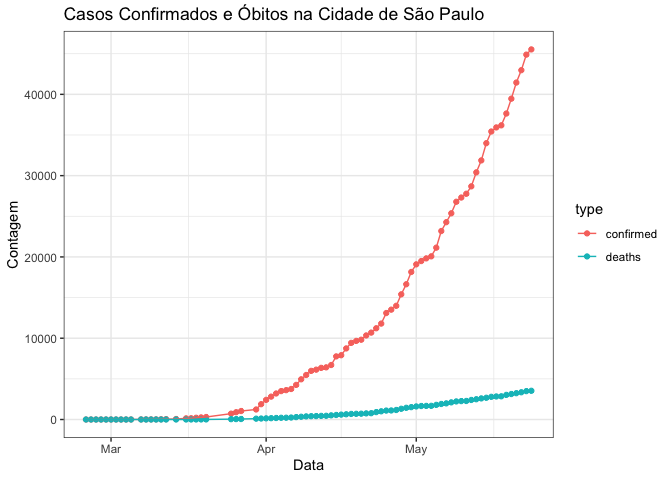 Casos Confirmados e Óbitos na Cidade de São Paulo
Contagem
40000
30000
20000
10000
0
Mar
Apr
May
Data
type
confirmed
deaths